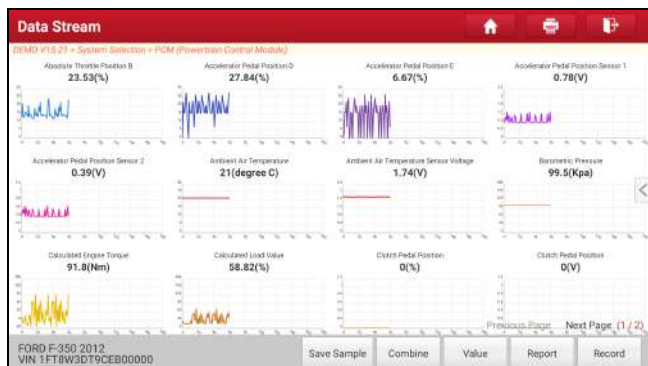 Data Stream
DEMO V15.21 > System Selection > PCM (Powertrain Control Module)
Absolute Throttle Position B
23.53(%)
Accelerator Pedal Position D
27.84(%)
Accelerator Pedal Position E
6.67(%)
Accelerator Pedal Position Sensor 1
0.78(V)
Accelerator Pedal Position Sensor 2
0.39(V)
Ambient Air Temperature
21(degree C)
Ambient Air Temperature Sensor Voltage
1.74(V)
Barometric Pressure
99.5(Kpa)
Calculated Engine Torque
91.8(Nm)
Calculated Load Value
58.82(%)
Clutch Pedal Position
0(%)
Clutch Pedal Position
0(V)
Previous Page Next Page (1 / 2)
FORD F-350 2012
VIN 1FT8W3DT9CEB00000
Save Sample Combine Value Report Record